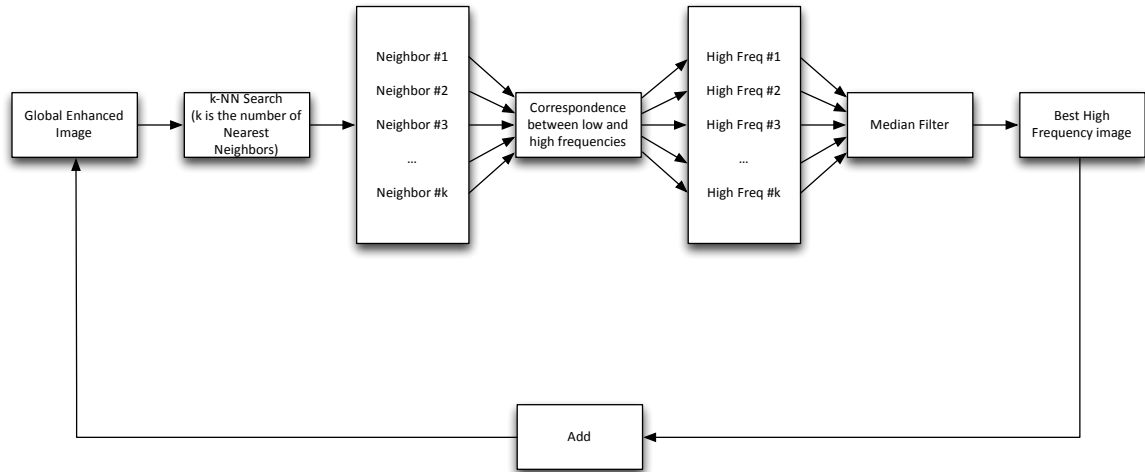 Global Enhanced
Image
k-NN Search
(k is the number of
Nearest
Neighbors)
Neighbor #1
Neighbor #2
Neighbor #3
...
Neighbor #k
Correspondence
between low and
high frequencies
High Freq #1
High Freq #2
High Freq #3
...
High Freq #k
Median Filter
Best High
Frequency image
Add